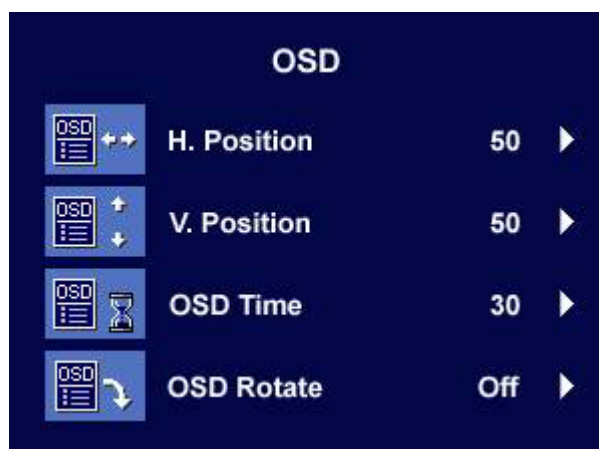 OSD
OSD H. Position 50
OSD V. Position 50
OSD OSD Time 30
OSD OSD Rotate Off